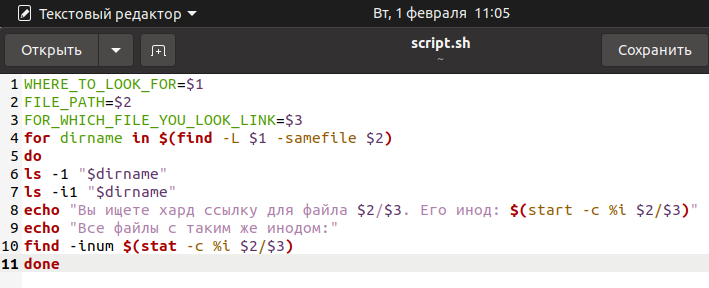 Текстовый редактор
Вт, 1 февраля 11:05
Открыть
script.sh
~
Сохранить
1 WHERE_TO_LOOK_FOR=$1
2 FILE_PATH=$2
3 FOR_WHICH_FILE_YOU_LOOK_LINK=$3
4 for dirname in $(find -L $1 -samefile $2)
5 do
6 ls -1 "$dirname"
7 ls -i1 "$dirname"
8 echo "Вы ищете хард ссылку для файла $2/$3. Его инод: $(start -c %i $2/$3)"
9 echo "Все файлы с таким же инодом:"
10 find -inum $(stat -c %i $2/$3)
11 done